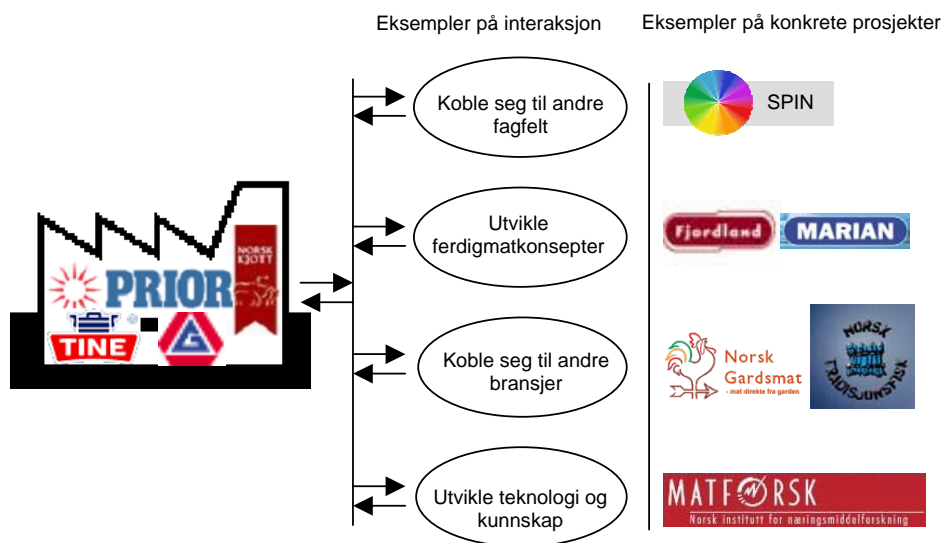 Eksempler på interaksjon
Eksempler på konkrete prosjekter
Koble seg til andre
fagfelt
SPIN
Utvikle
ferdigmatkonsepter
Fjordland
MARIAN
NORSK
KJØTT
PRIOR
®
TINE
G
Koble seg til andre
bransjer
Norsk
Gardsmat
- mat direkte fra garden
NORSK
TRADISJONSFISK
Utvikle teknologi og
kunnskap
MATFORSK
Norsk institutt for næringsmiddelforskning